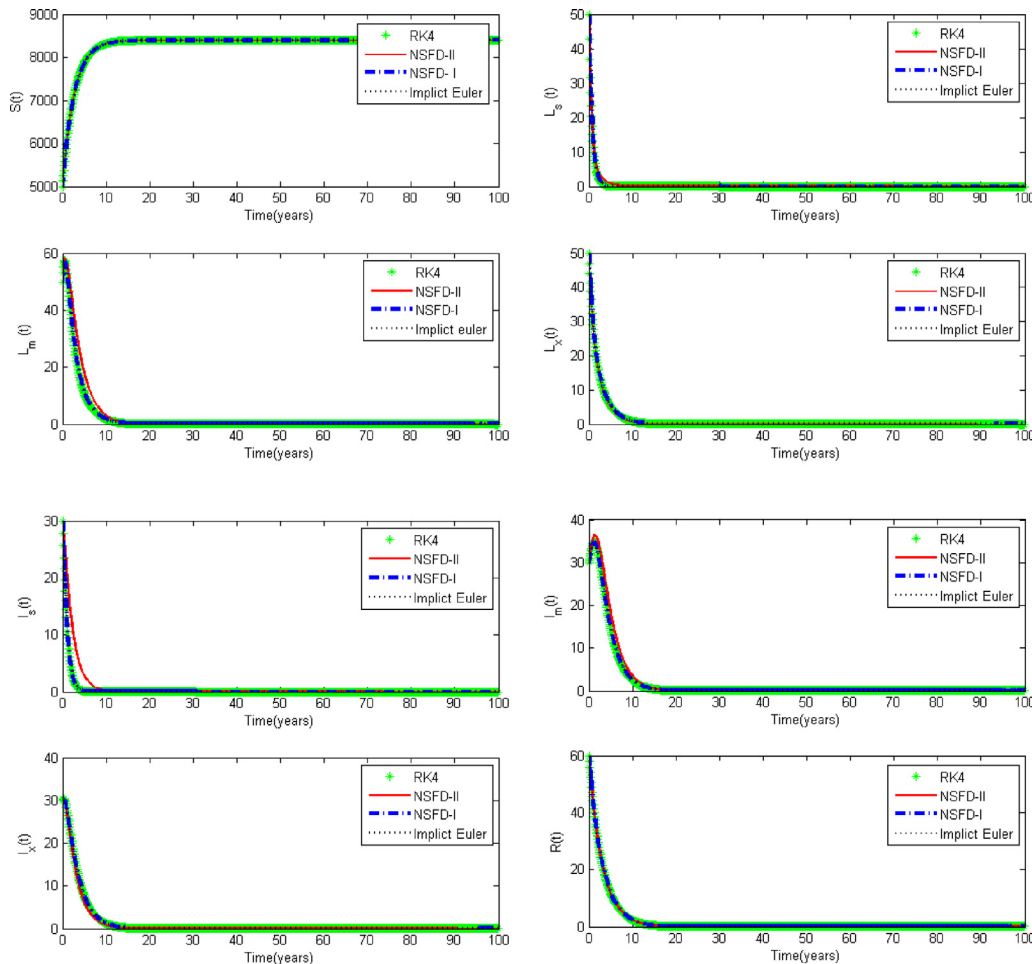 9000
8000
7000
6000
5000
S(t)
0 10 20 30 40 50 60 70 80 90 100
Time(years)
RK4
NSFD-II
NSFD- I
Implict Euler
50
40
30
20
10
0
L_s (t)
0 10 20 30 40 50 60 70 80 90 100
Time(years)
RK4
NSFD-II
NSFD-I
Implict Euler
60
40
20
0
L_m (t)
0 10 20 30 40 50 60 70 80 90 100
Time(years)
RK4
NSFD-II
NSFD-I
Implict euler
50
40
30
20
10
0
L_x(t)
0 10 20 30 40 50 60 70 80 90 100
Time(years)
RK4
NSFD-II
NSFD-I
Implict Euler
30
20
10
0
I_s(t)
0 10 20 30 40 50 60 70 80 90 100
Time(years)
RK4
NSFD-II
NSFD-I
Implict Euler
40
30
20
10
0
I_m(t)
0 10 20 30 40 50 60 70 80 90 100
Time(years)
RK4
NSFD-II
NSFD-I
Implict Euler
40
30
20
10
0
I_x(t)
0 10 20 30 40 50 60 70 80 90 100
Time(years)
RK4
NSFD-II
NSFD-I
Implict Euler
60
40
20
0
R(t)
0 10 20 30 40 50 60 70 80 90 100
Time(years)
RK4
NSFD-II
NSFD-I
Implict Euler